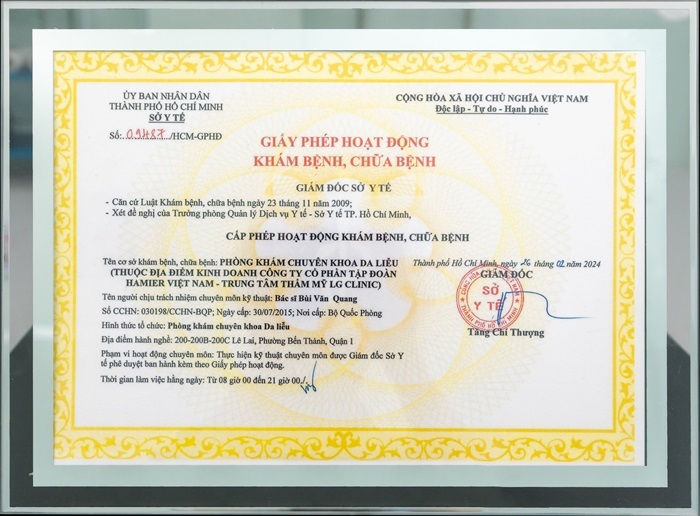 ỦY BAN NHÂN DÂN
THÀNH PHỐ HỒ CHÍ MINH
SỞ Y TẾ
Số: 09487/HCM-GPHĐ
CỘNG HÒA XÃ HỘI CHỦ NGHĨA VIỆT NAM
Độc lập - Tự do - Hạnh phúc
GIẤY PHÉP HOẠT ĐỘNG
KHÁM BỆNH, CHỮA BỆNH
GIÁM ĐỐC SỞ Y TẾ
- Căn cứ Luật Khám bệnh, chữa bệnh ngày 23 tháng 11 năm 2009;
- Xét đề nghị của Trưởng phòng Quản lý Dịch vụ Y tế - Sở Y tế TP. Hồ Chí Minh,
CẤP PHÉP HOẠT ĐỘNG KHÁM BỆNH, CHỮA BỆNH
Tên cơ sở khám bệnh, chữa bệnh: PHÒNG KHÁM CHUYÊN KHOA DA LIỄU
(THUỘC ĐỊA ĐIỂM KINH DOANH CÔNG TY CỔ PHẦN TẬP ĐOÀN
HAMIER VIỆT NAM - TRUNG TÂM THẨM MỸ LG CLINIC)
Tên người chịu trách nhiệm chuyên môn kỹ thuật: Bác sĩ Bùi Văn Quang
Số CCHN: 030198/CCHN-BQP; Ngày cấp: 30/07/2015; Nơi cấp: Bộ Quốc Phòng
Hình thức tổ chức: Phòng khám chuyên khoa Da liễu
Địa điểm hành nghề: 200-200B-200C Lê Lai, Phường Bến Thành, Quận 1
Phạm vi hoạt động chuyên môn: Thực hiện kỹ thuật chuyên môn được Giám đốc Sở Y
tế phê duyệt ban hành kèm theo Giấy phép hoạt động.
Thời gian làm việc hằng ngày: Từ 08 giờ 00 đến 21 giờ 00./.
Thành phố Hồ Chí Minh, ngày 26 tháng 02 năm 2024
GIÁM ĐỐC
SỞ
Y TẾ
THÀNH PHỐ HỒ CHÍ MINH
Tăng Chí Thượng